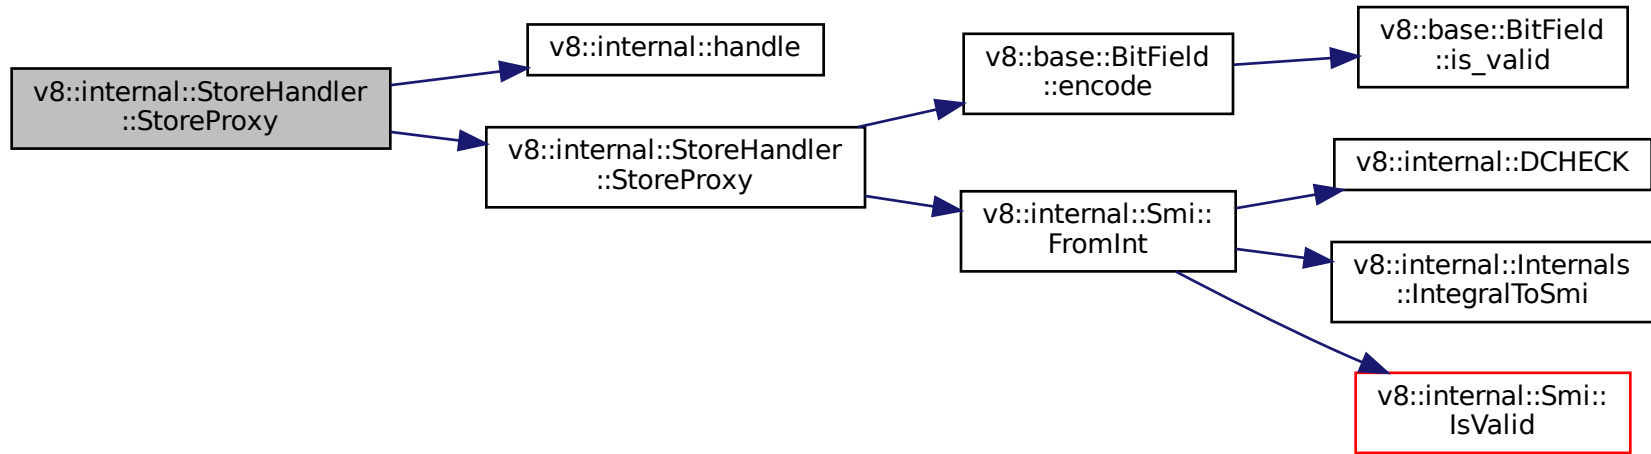 v8::internal::StoreHandler
::StoreProxy
v8::internal::handle
v8::internal::StoreHandler
::StoreProxy
v8::base::BitField
::encode
v8::base::BitField
::is_valid
v8::internal::Smi::
FromInt
v8::internal::DCHECK
v8::internal::Internals
::IntegralToSmi
v8::internal::Smi::
IsValid